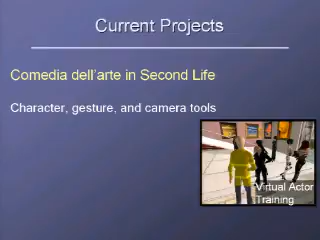 Current Projects
Comedia dell'arte in Second Life
Character, gesture, and camera tools
Virtual Actor
Training